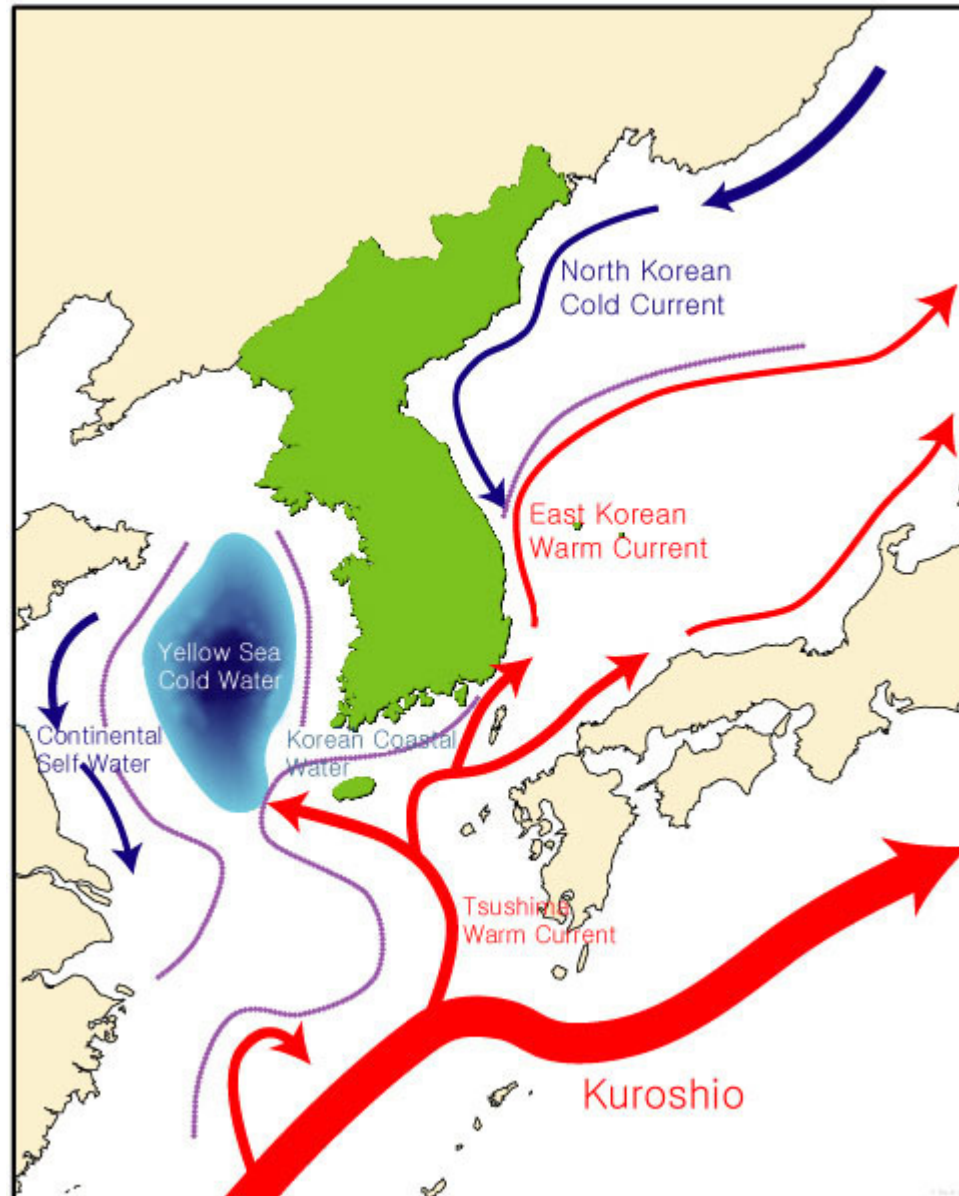 North Korean
Cold Current
East Korean
Warm Current
Yellow Sea
Cold Water
Continental
Self Water
Korean Coastal
Water
Tsushima
Warm Current
Kuroshio